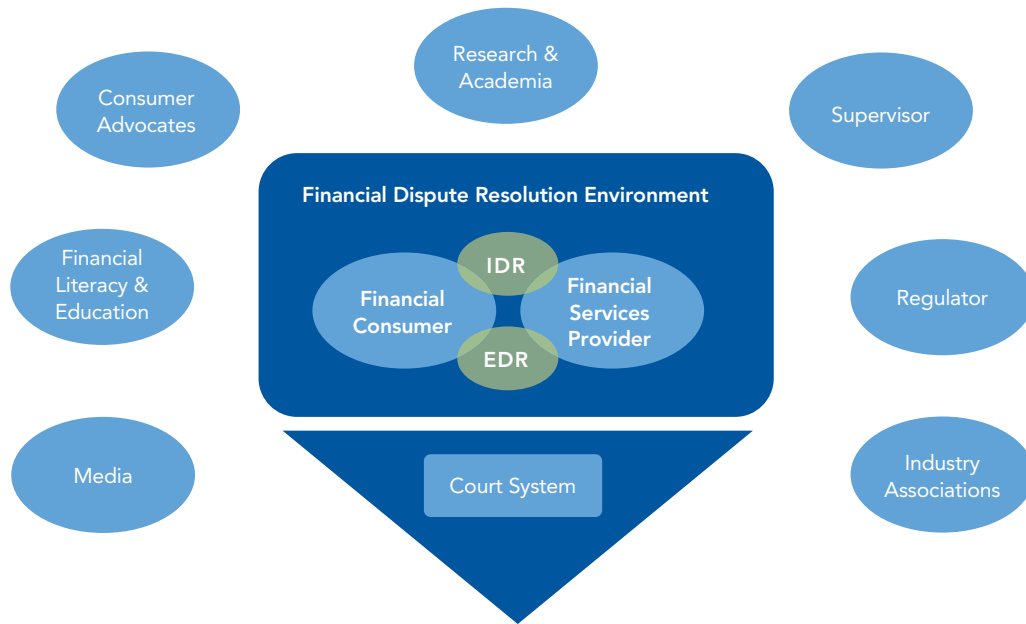 Research &
Academia
Consumer
Advocates
Supervisor
Financial Dispute Resolution Environment
Financial
Literacy &
Education
IDR
Financial
Consumer
Financial
Services
Provider
EDR
Regulator
Media
Court System
Industry
Associations